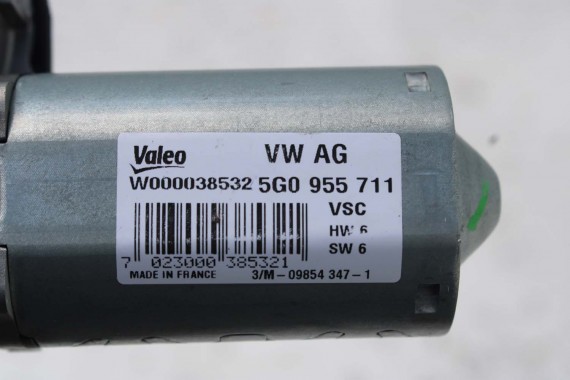 Valeo VW AG
W000038532 5G0 955 711
VSC
HW 6
SW 6
7 023000 385321
MADE IN FRANCE 3/M-09854 347-1